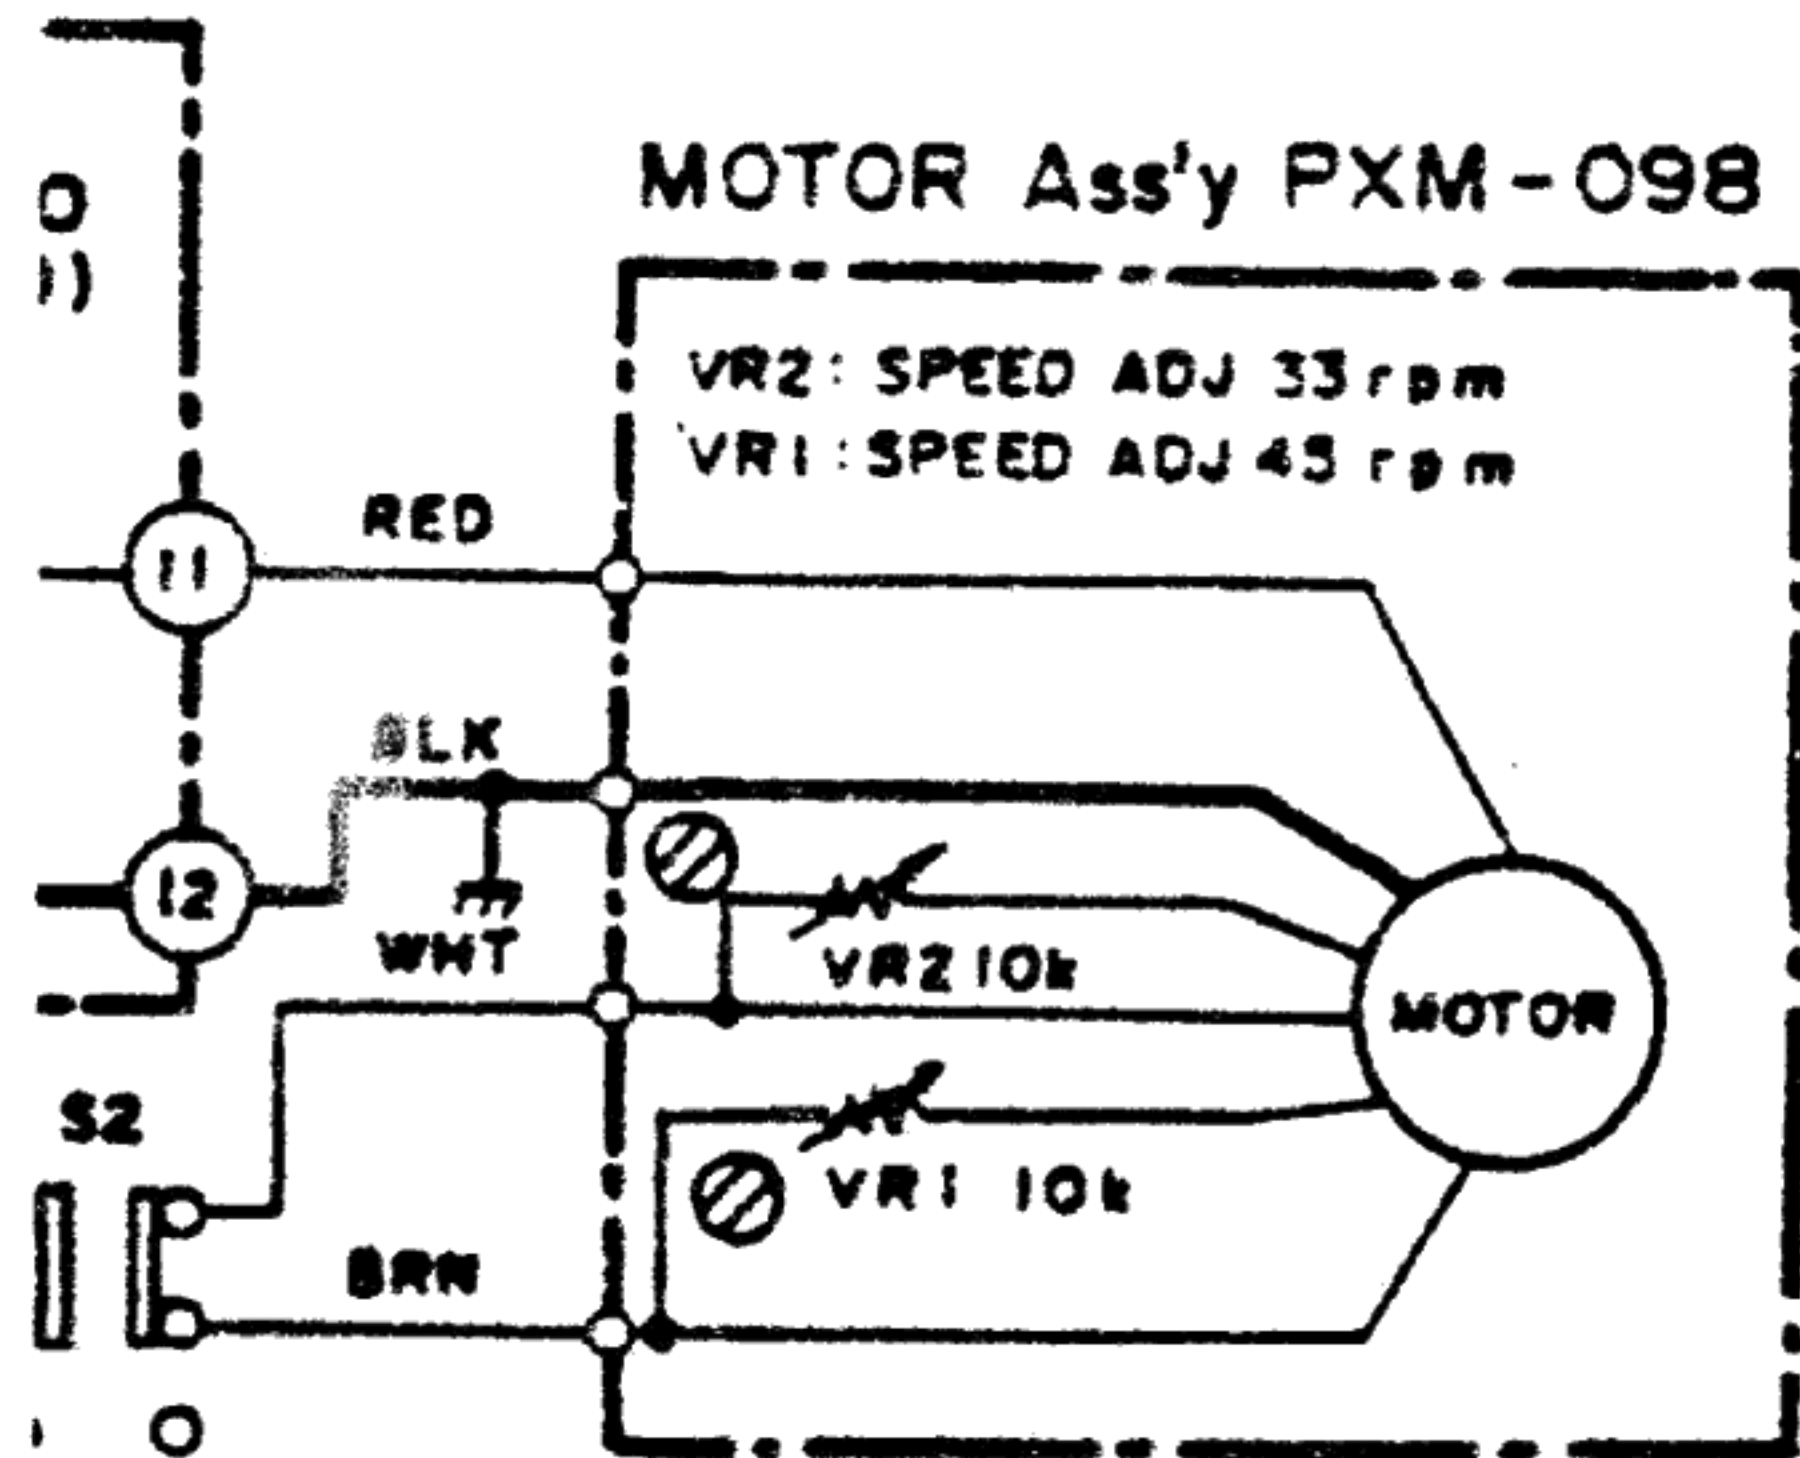 MOTOR Ass'y PXM-098
VR2: SPEED ADJ 33 rpm
VR1: SPEED ADJ 45 rpm
RED
11
BLK
12
WHT
VR2 10k
MOTOR
S2
VR1 10k
BRN